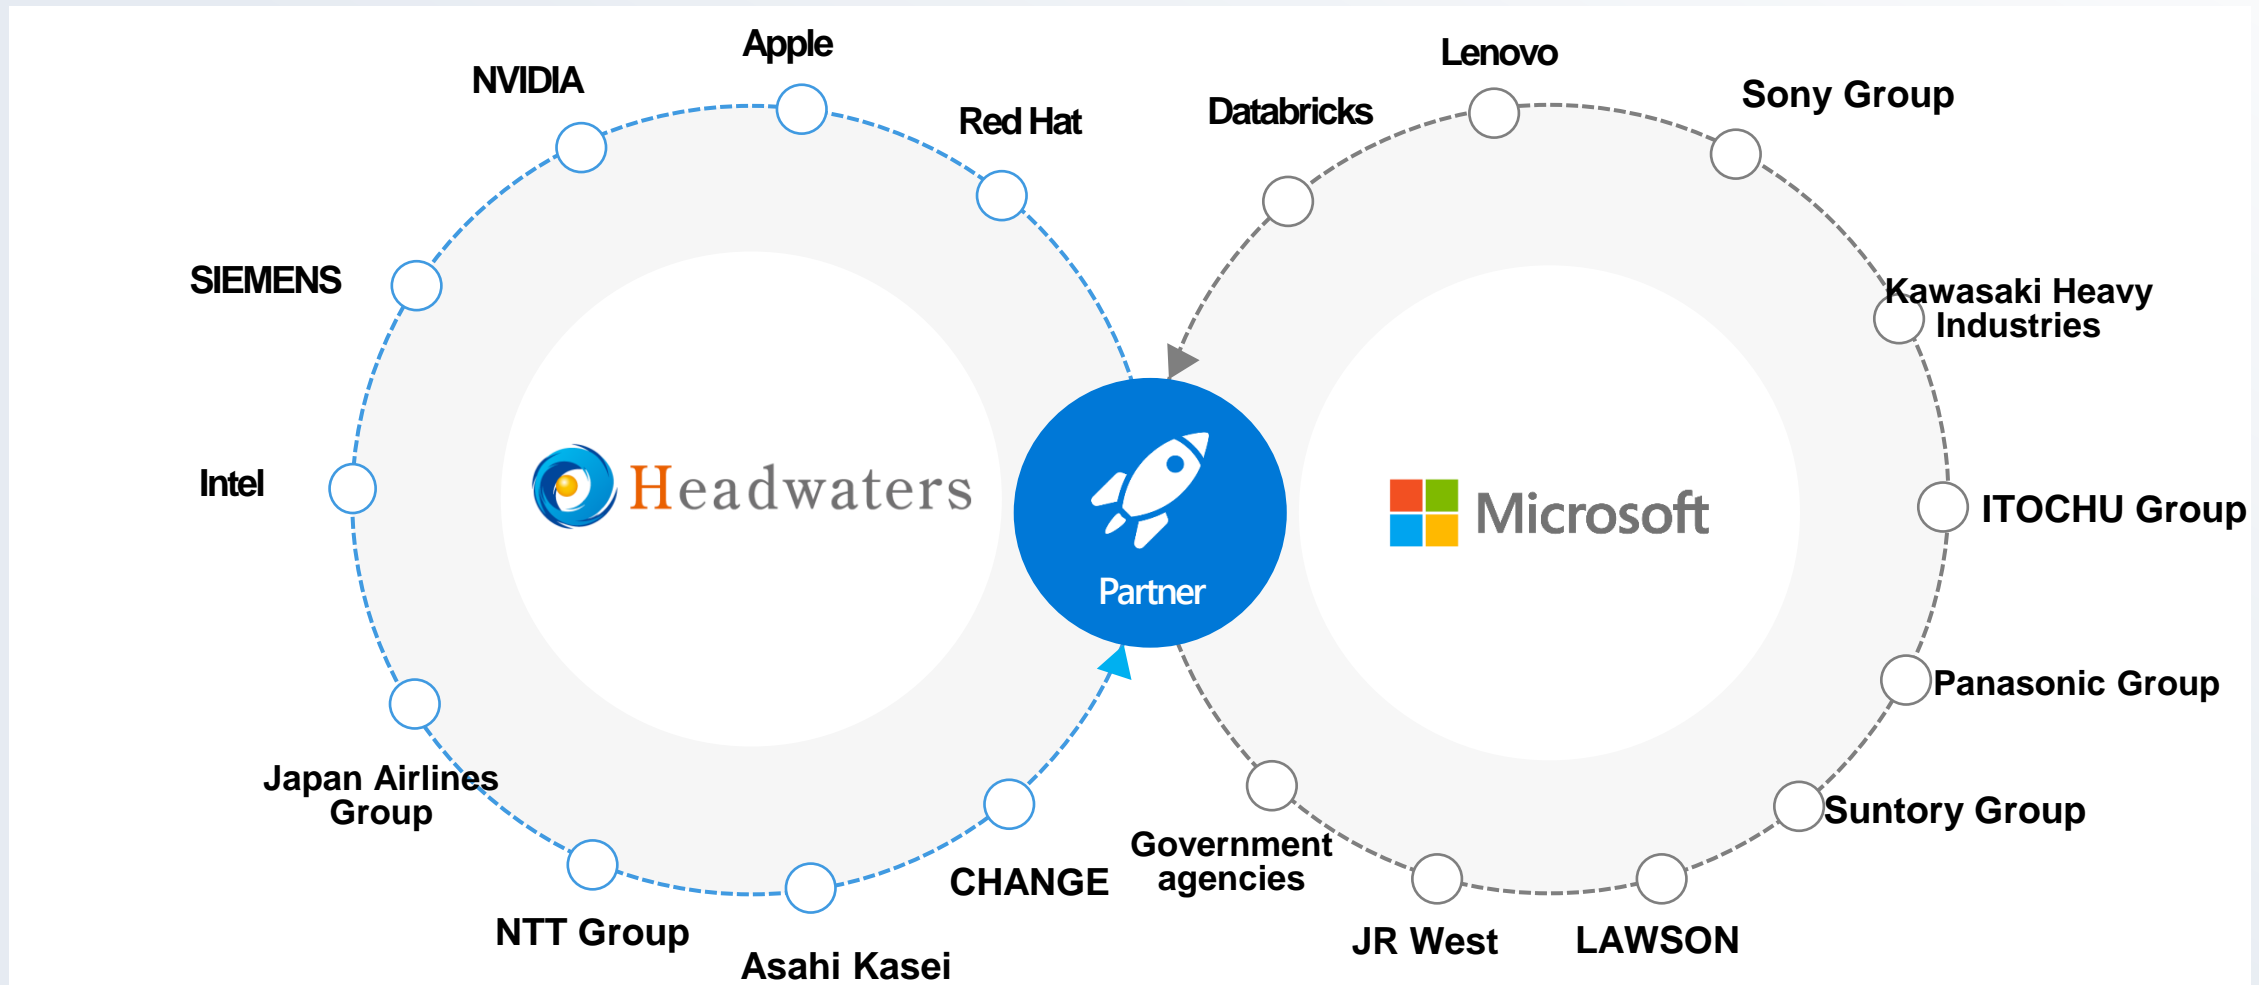 Apple
NVIDIA
Red Hat
SIEMENS
Intel
Japan Airlines
Group
NTT Group
Asahi Kasei
CHANGE
Headwaters
Partner
Microsoft
Lenovo
Databricks
Sony Group
Kawasaki Heavy
Industries
ITOCHU Group
Panasonic Group
Suntory Group
LAWSON
JR West
Government
agencies